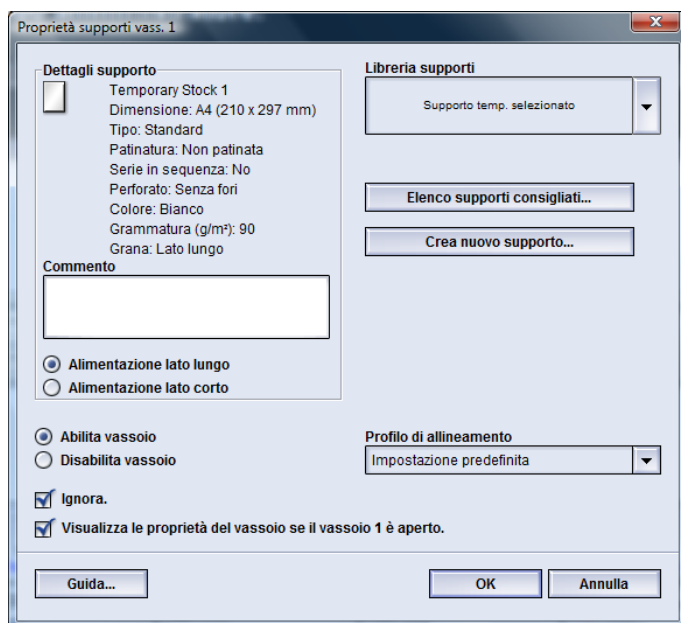 Proprietà supporti vass. 1
Dettagli supporto
Temporary Stock 1
Dimensione: A4 (210 x 297 mm)
Tipo: Standard
Patinatura: Non patinata
Serie in sequenza: No
Perforato: Senza fori
Colore: Bianco
Grammatura (g/m²): 90
Grana: Lato lungo
Commento
Alimentazione lato lungo
Alimentazione lato corto
Libreria supporti
Supporto temp. selezionato
Elenco supporti consigliati...
Crea nuovo supporto...
Abilita vassoio
Disabilita vassoio
Profilo di allineamento
Impostazione predefinita
Ignora.
Visualizza le proprietà del vassoio se il vassoio 1 è aperto.
Guida...
OK
Annulla